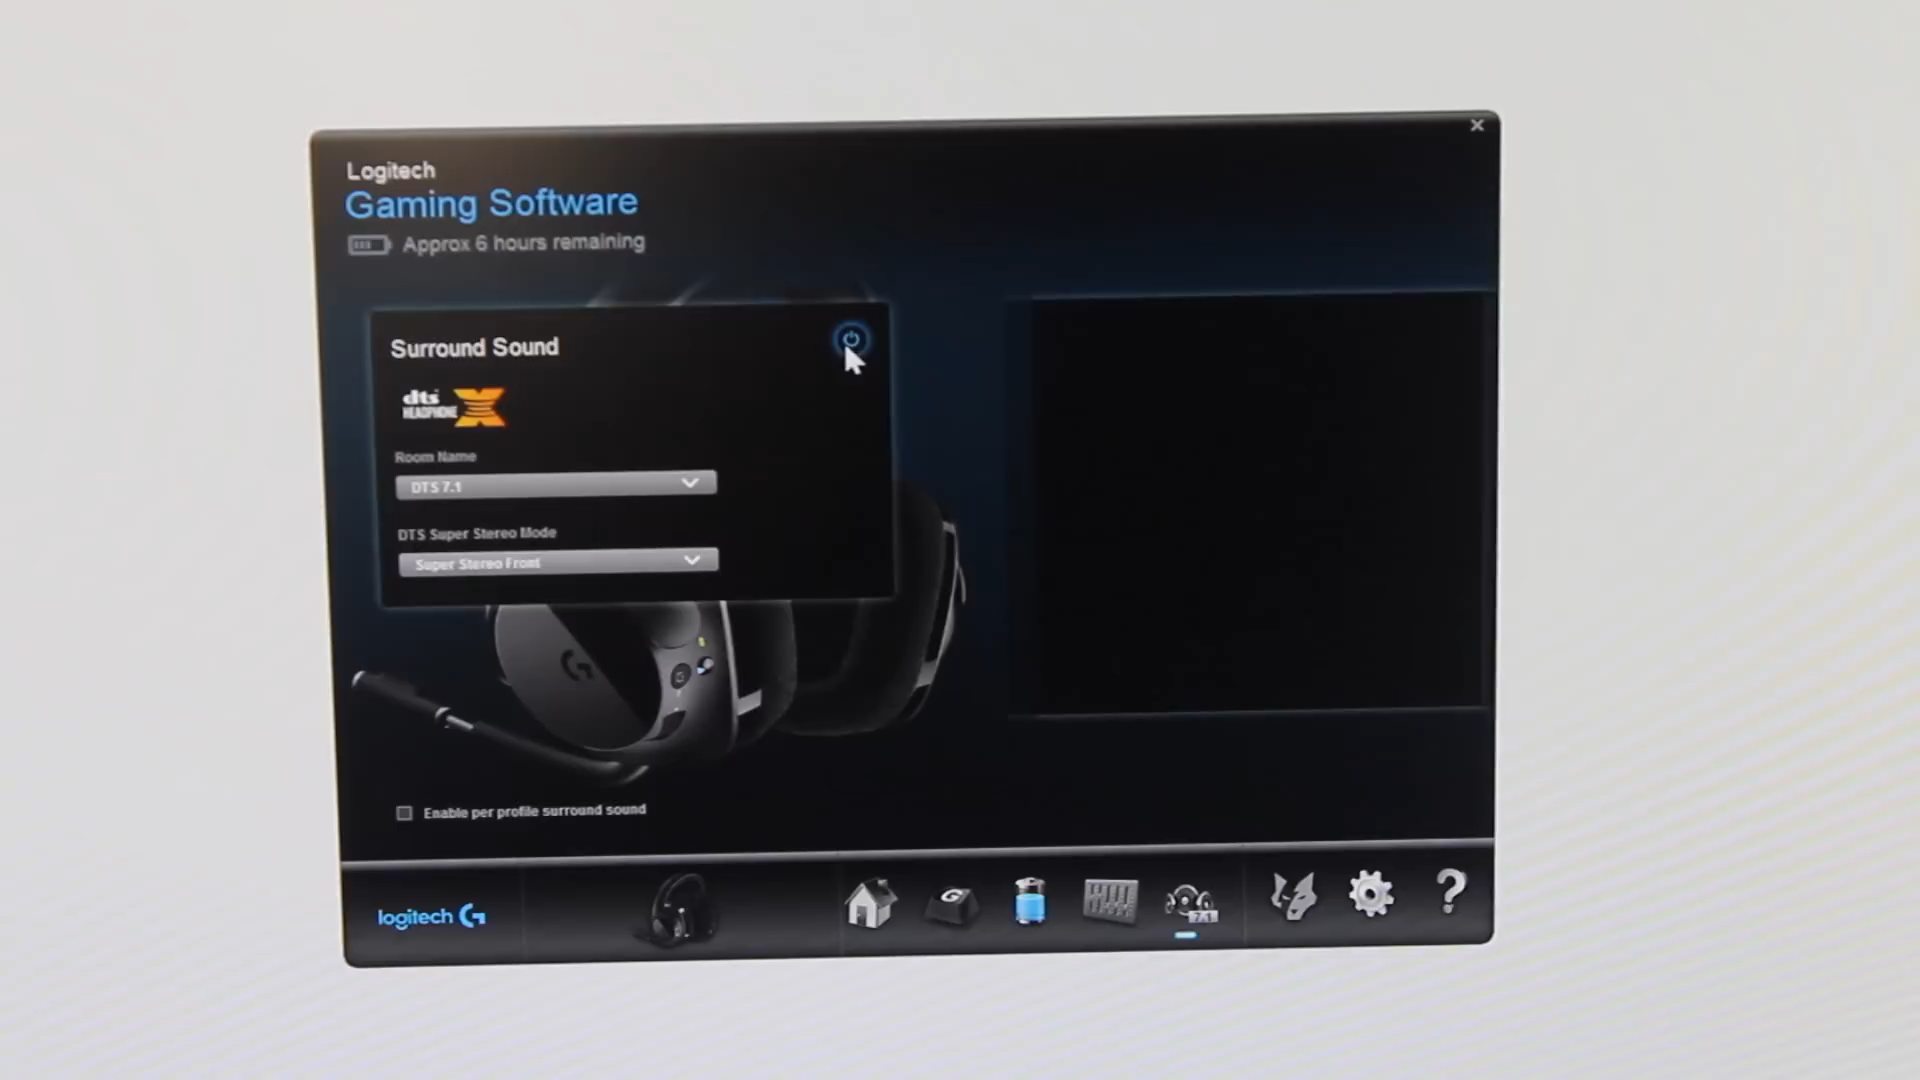 Logitech
Gaming Software
Approx 6 hours remaining
Surround Sound
dts
HEADPHONE X
Room Name
DTS 7.1
DTS Super Stereo Mode
Super Stereo Front
G
Enable per profile surround sound
logitech G
G
7.1
?